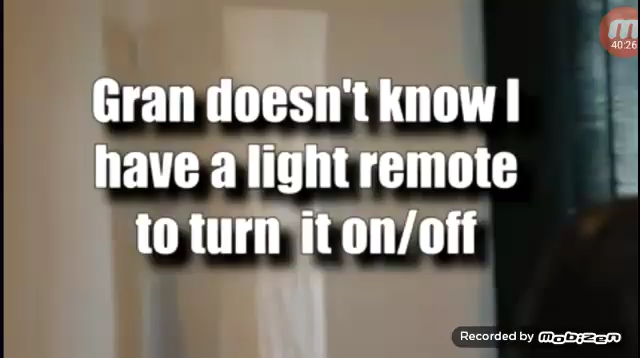 40:26
Gran doesn't know I
have a light remote
to turn it on/off
Recorded by mobizen